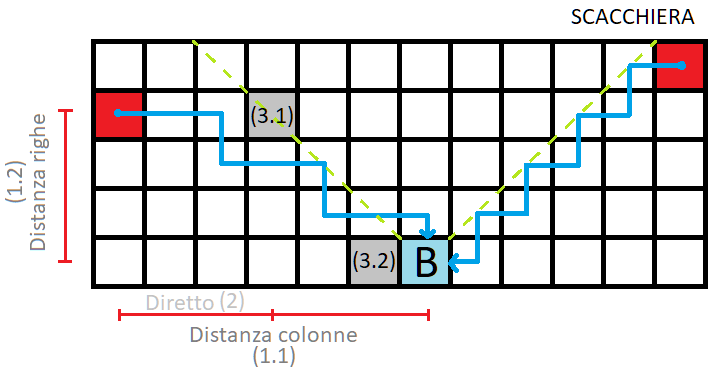 SCACCHIERA
(3.1)
(1.2)
Distanza righe
(3.2)
B
Diretto (2)
Distanza colonne
(1.1)